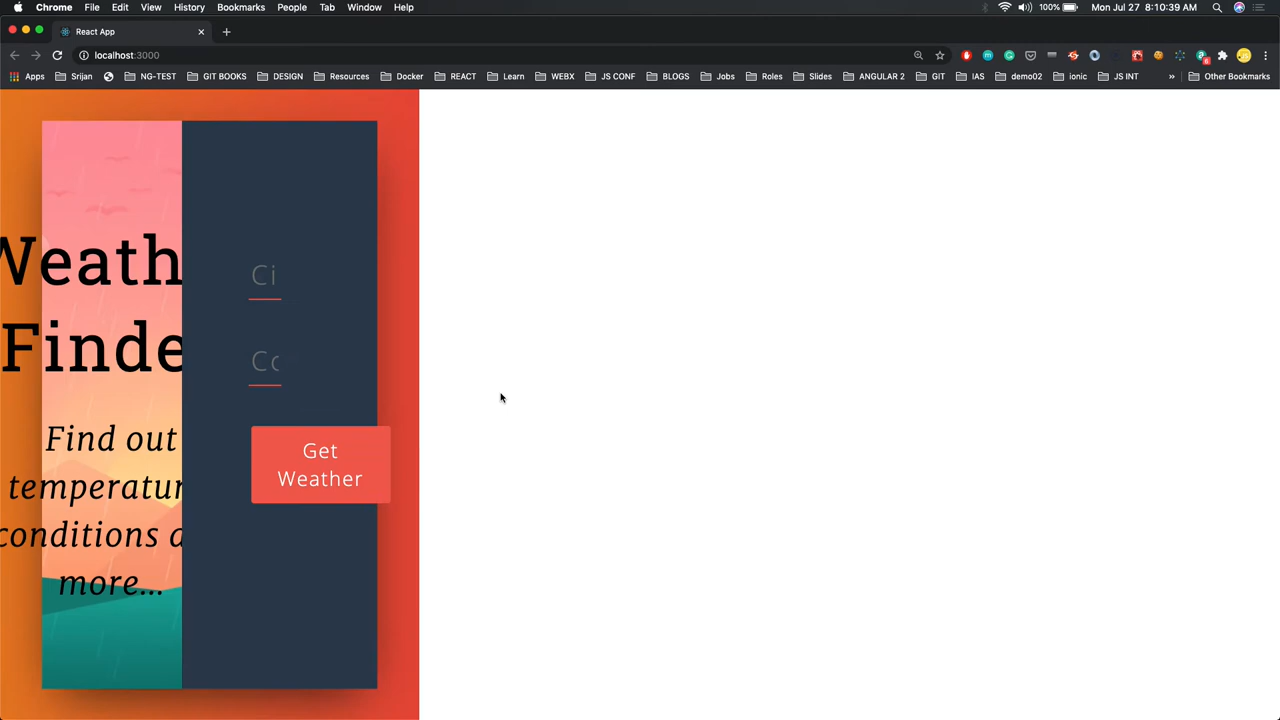 Chrome File Edit View History Bookmarks People Tab Window Help 100% Mon Jul 27 8:10:39 AM
React App
localhost:3000
Apps Srijan NG-TEST GIT BOOKS DESIGN Resources Docker RxJS Learn WEBX JS CONF BLOGS Jobs Roles Slides ANGULAR 2 GIT IAS demo02 ionic JS INT » Other Bookmarks
6
Weath
Finde
Find out
temperatur
conditions a
more...
Ci
Co
Get
Weather